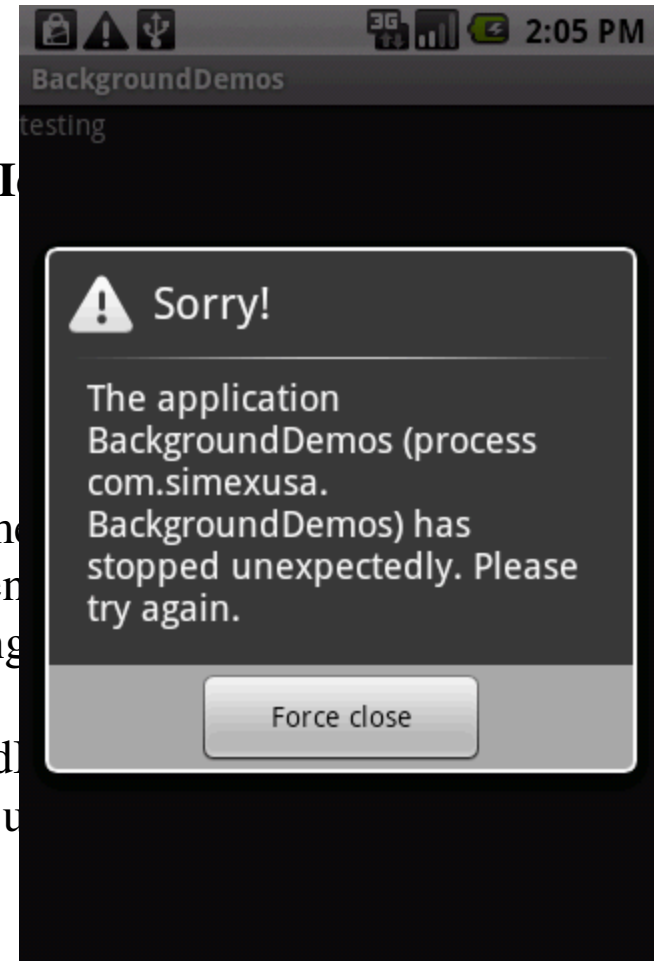 3G 2:05 PM
BackgroundDemos
testing
Sorry!
The application
BackgroundDemos (process
com.simexusa.
BackgroundDemos) has
stopped unexpectedly. Please
try again.
Force close